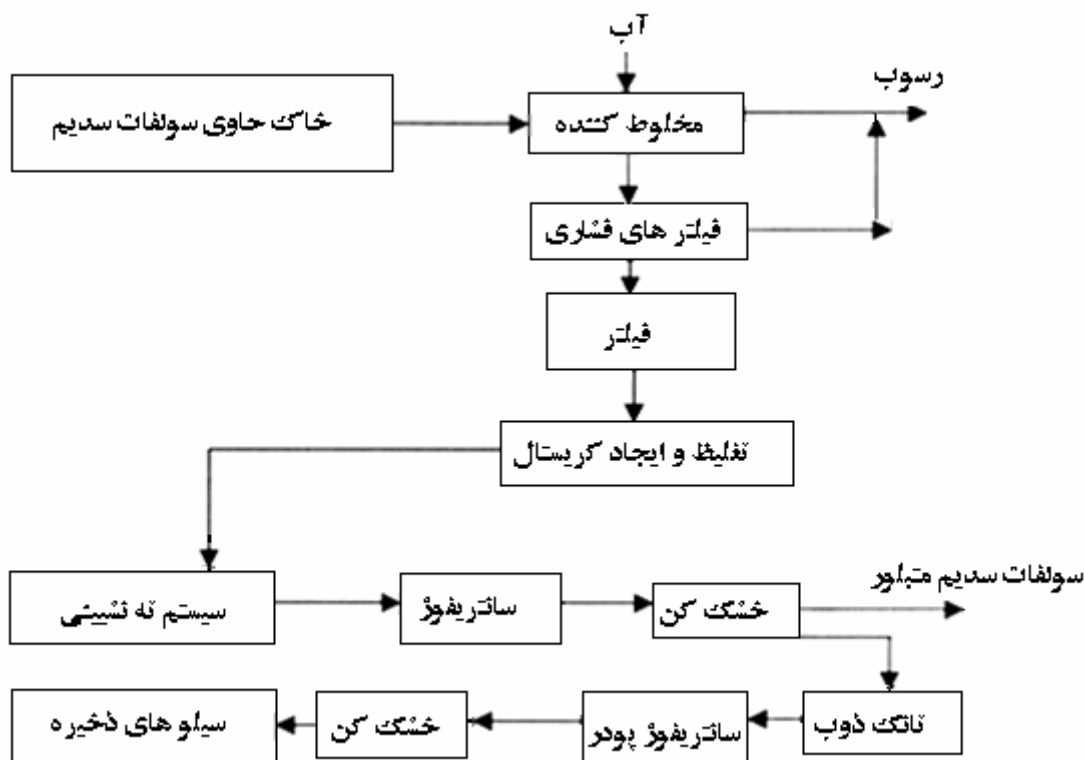 آب
رسوب
خاک حاوی سولفات سدیم
مخلوط کننده
فیلتر های فشاری
فیلتر
تغلیظ و ایجاد کریستال
سیستم ته نشینی
سانتریفوژ
خشک کن
سولفات سدیم متبلور
تانک ذوب
سانتریفوژ پودر
خشک کن
سیلو های ذخیره